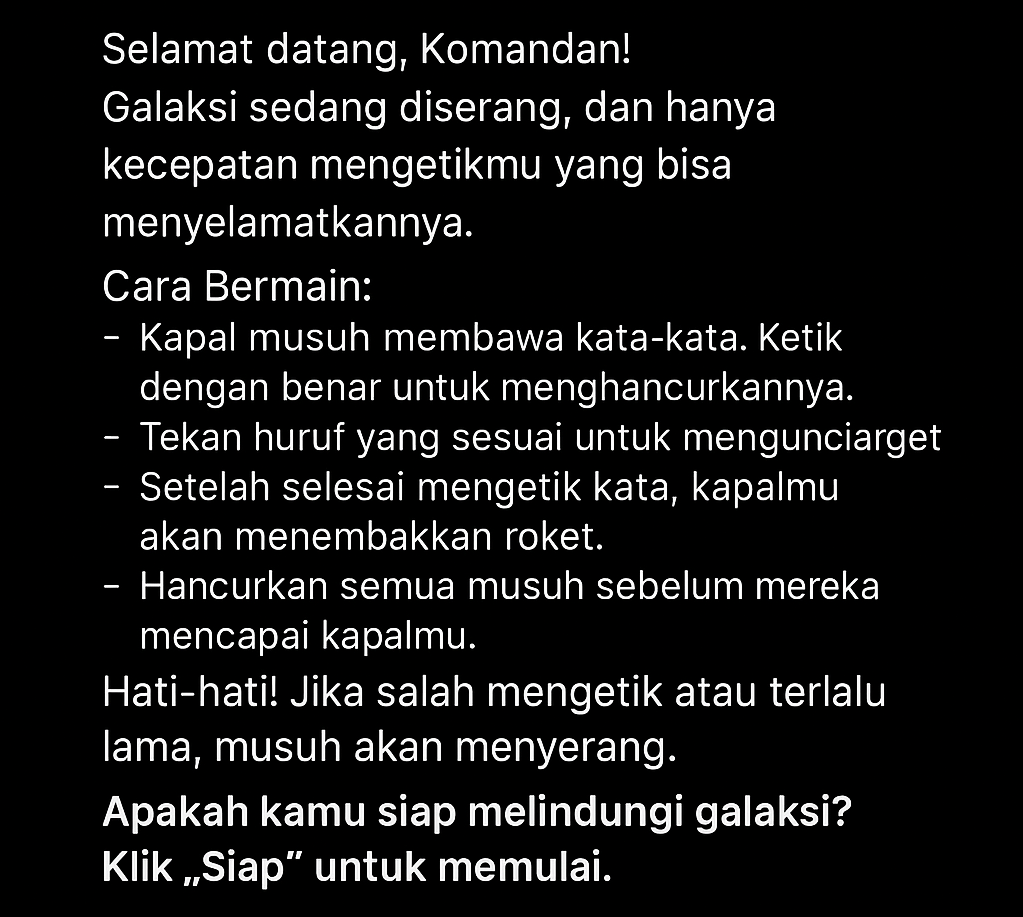 Selamat datang, Komandan!
Galaksi sedang diserang, dan hanya
kecepatan mengetikmu yang bisa
menyelamatkannya.
Cara Bermain:
– Kapal musuh membawa kata-kata. Ketik
dengan benar untuk menghancurkannya.
– Tekan huruf yang sesuai untuk mengunciarget
– Setelah selesai mengetik kata, kapalmu
akan menembakkan roket.
– Hancurkan semua musuh sebelum mereka
mencapai kapalmu.
Hati-hati! Jika salah mengetik atau terlalu
lama, musuh akan menyerang.
Apakah kamu siap melindungi galaksi?
Klik „Siap” untuk memulai.